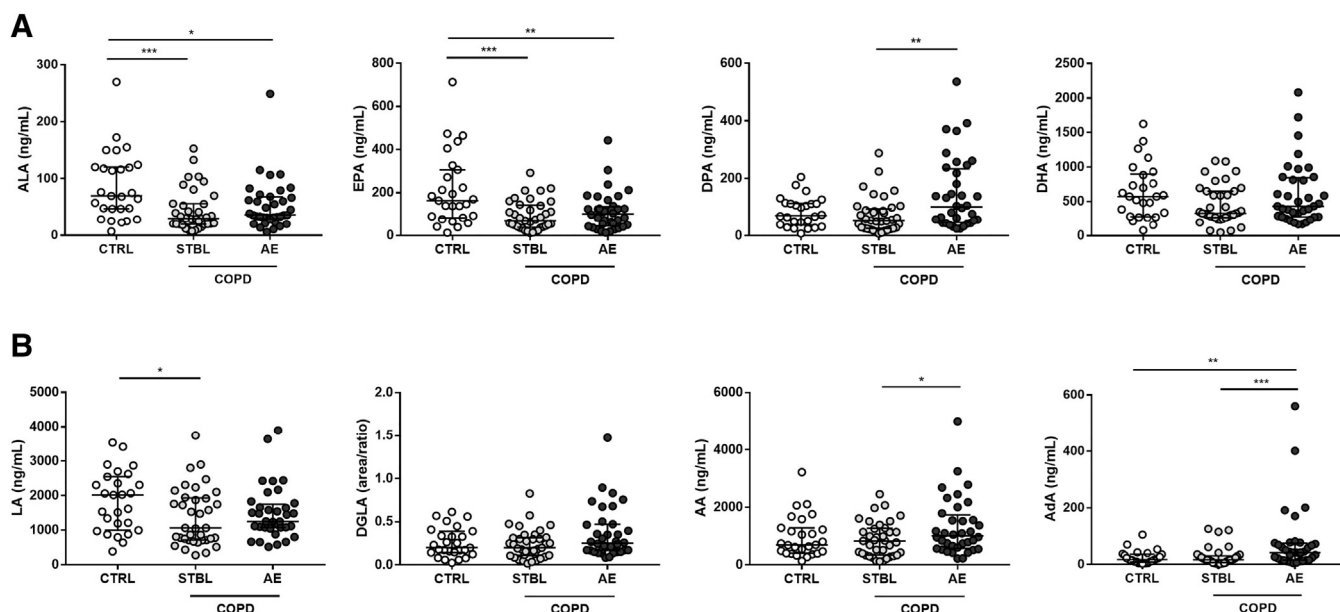 A
* ** ** 
*** ***
300 800 600 2500
2000
200 600 400 1500
400
100 200 1000
200 500
0 0 0 0
ALA (ng/mL) EPA (ng/mL) DPA (ng/mL) DHA (ng/mL)
CTRL STBL AE CTRL STBL AE CTRL STBL AE CTRL STBL AE
COPD COPD COPD COPD
B
* * ** ***
5000 2.0 6000 600
4000 1.5
3000 4000 400
1.0
2000 2000 200
1000 0.5
0 0.0 0 0
LA (ng/mL) DGLA (area/ratio) AA (ng/mL) AdA (ng/mL)
CTRL STBL AE CTRL STBL AE CTRL STBL AE CTRL STBL AE
COPD COPD COPD COPD